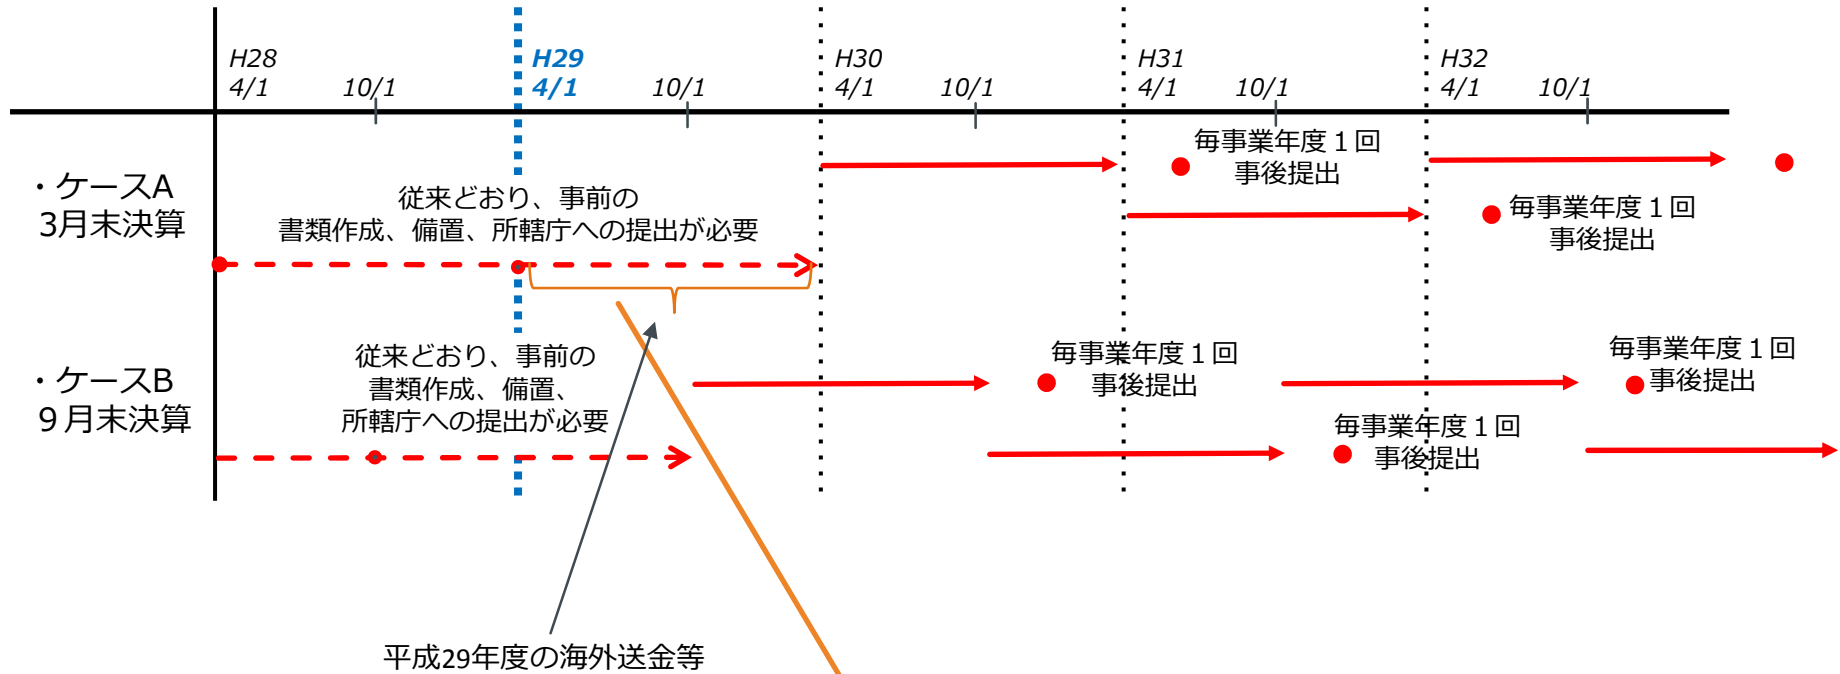 H28
4/1
10/1
H29
4/1
10/1
H30
4/1
10/1
H31
4/1
10/1
H32
4/1
10/1
・ケースA
3月末決算
従来どおり、事前の
書類作成、備置、所轄庁への提出が必要
毎事業年度１回
事後提出
毎事業年度１回
事後提出
・ケースB
９月末決算
従来どおり、事前の
書類作成、備置、
所轄庁への提出が必要
毎事業年度１回
事後提出
毎事業年度１回
事後提出
毎事業年度１回
事後提出
平成29年度の海外送金等